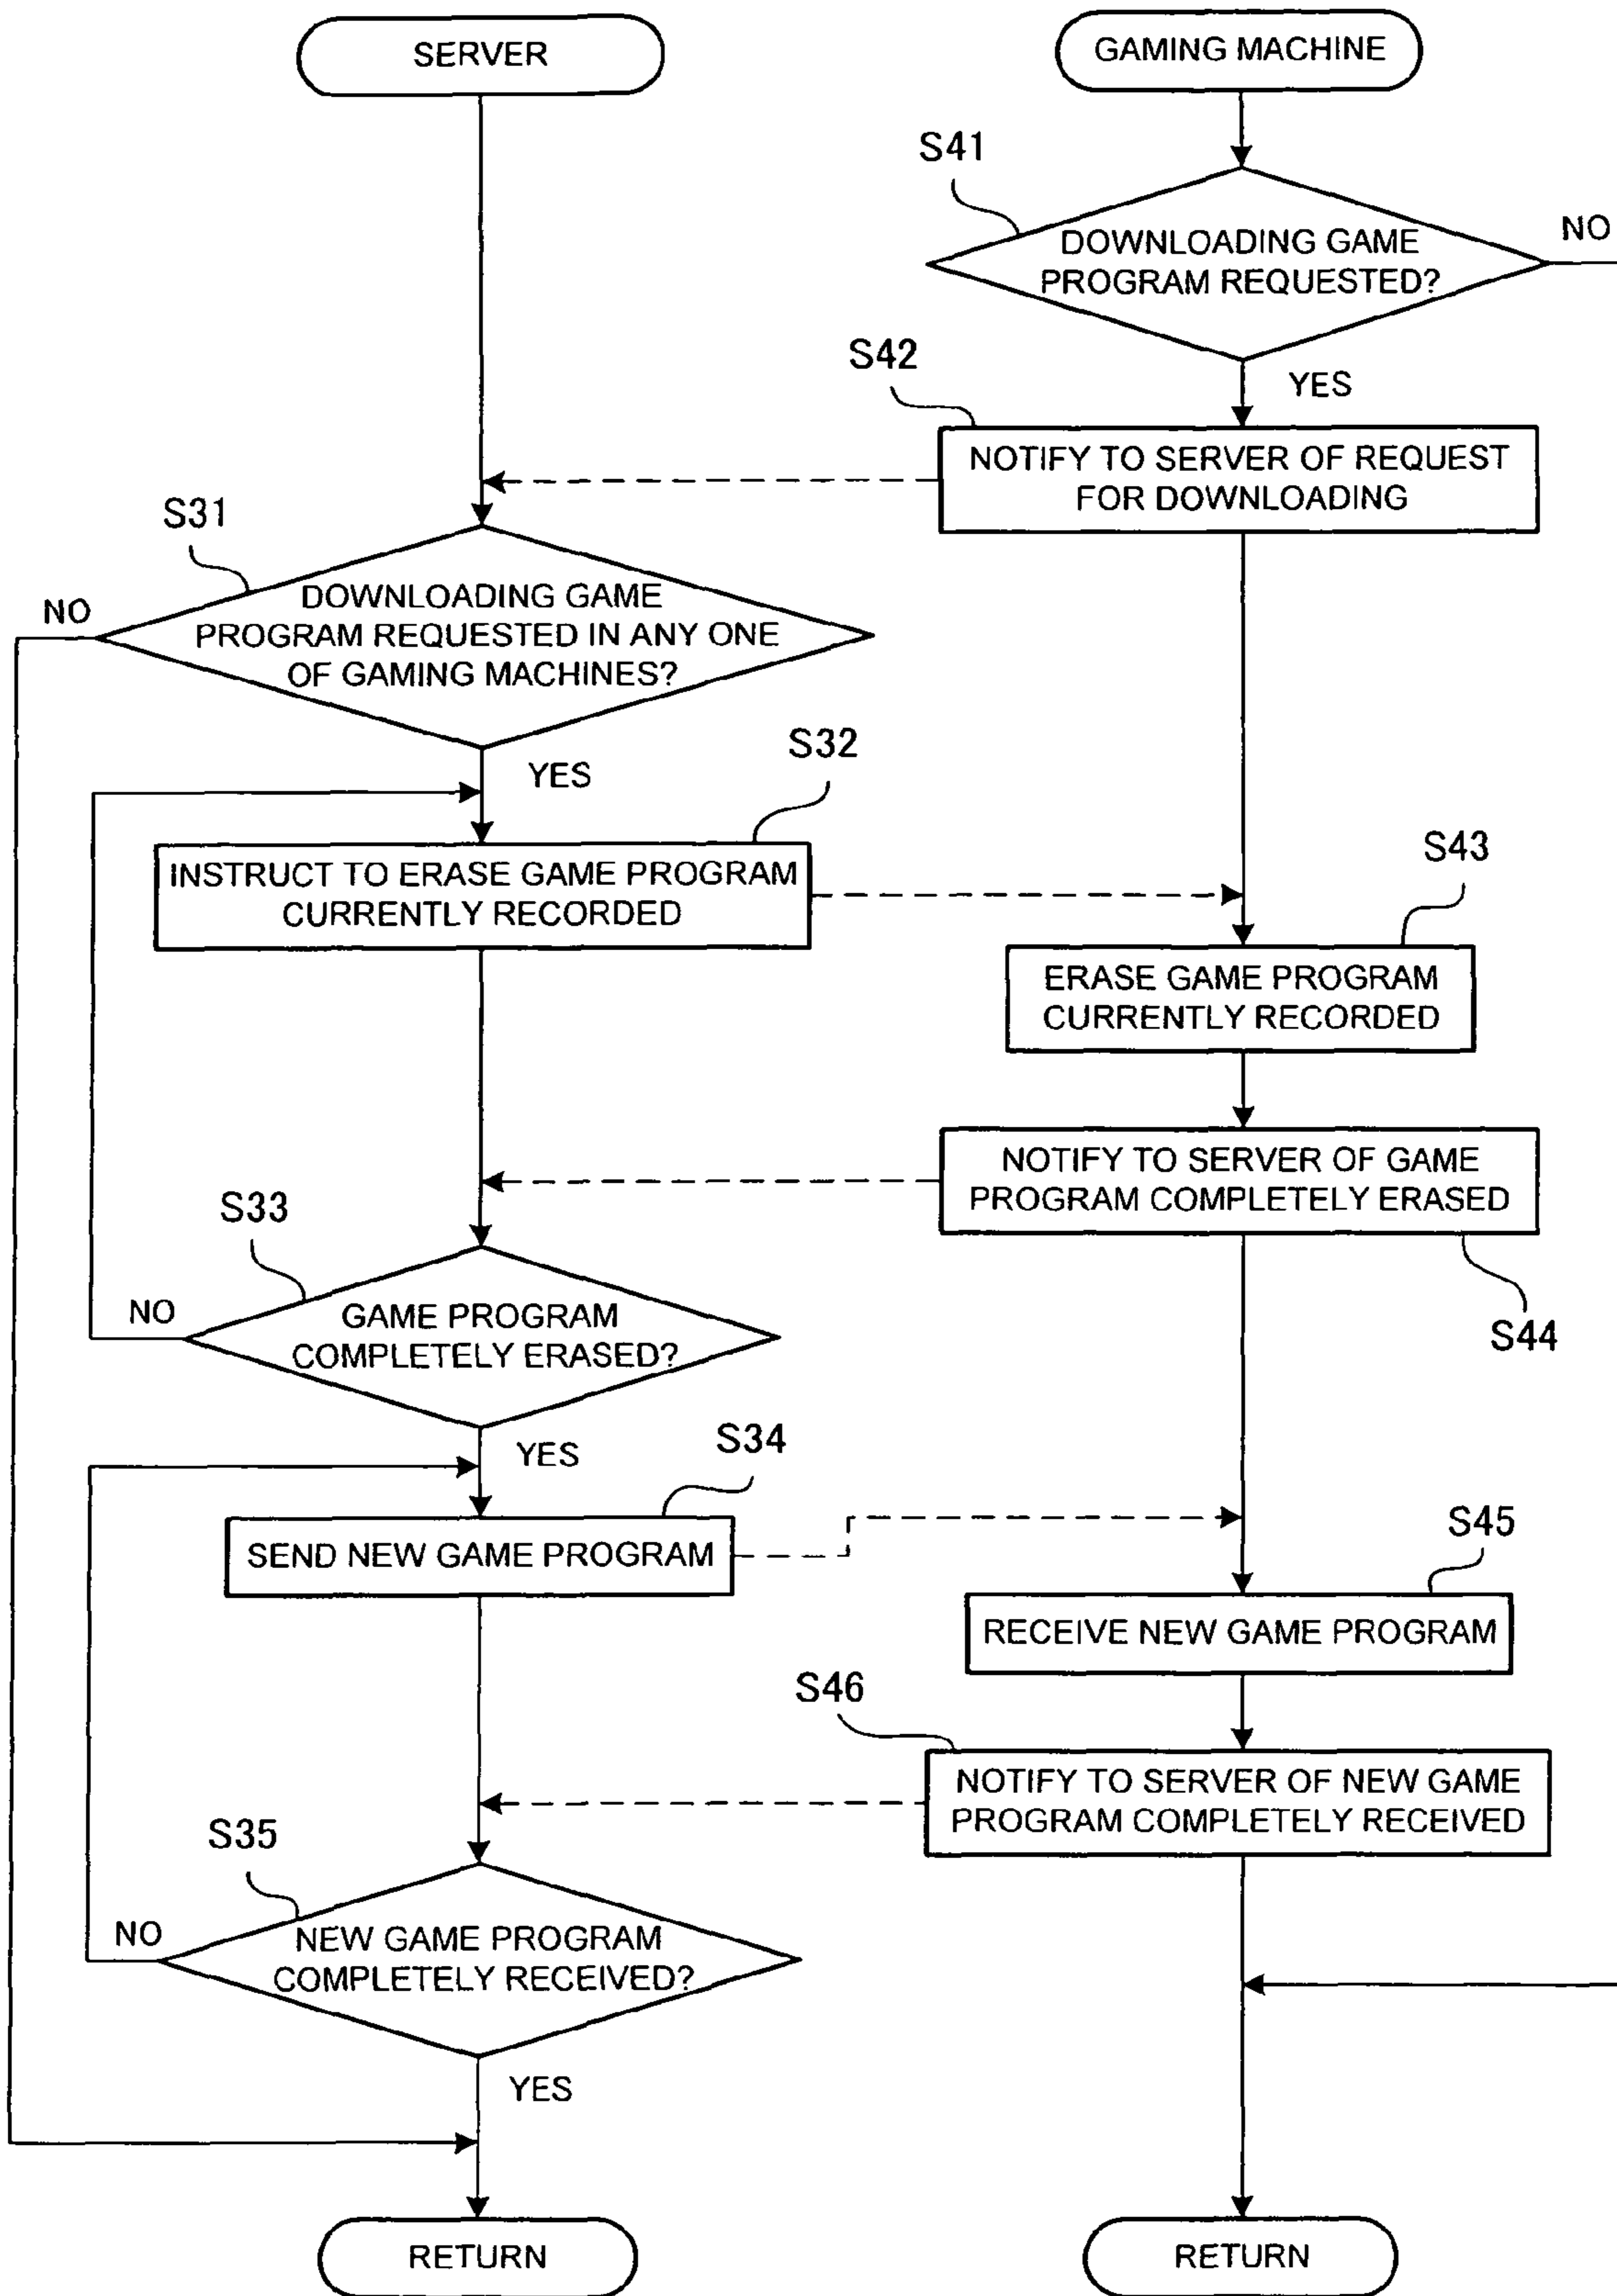 SERVER
GAMING MACHINE
S41
DOWNLOADING GAME
PROGRAM REQUESTED?
NO
S42
YES
NOTIFY TO SERVER OF REQUEST
FOR DOWNLOADING
S31
DOWNLOADING GAME
PROGRAM REQUESTED IN ANY ONE
OF GAMING MACHINES?
NO
YES
S32
INSTRUCT TO ERASE GAME PROGRAM
CURRENTLY RECORDED
S43
ERASE GAME PROGRAM
CURRENTLY RECORDED
NOTIFY TO SERVER OF GAME
PROGRAM COMPLETELY ERASED
S44
S33
GAME PROGRAM
COMPLETELY ERASED?
NO
YES
S34
SEND NEW GAME PROGRAM
S45
RECEIVE NEW GAME PROGRAM
S46
NOTIFY TO SERVER OF NEW GAME
PROGRAM COMPLETELY RECEIVED
S35
NEW GAME PROGRAM
COMPLETELY RECEIVED?
NO
YES
RETURN
RETURN